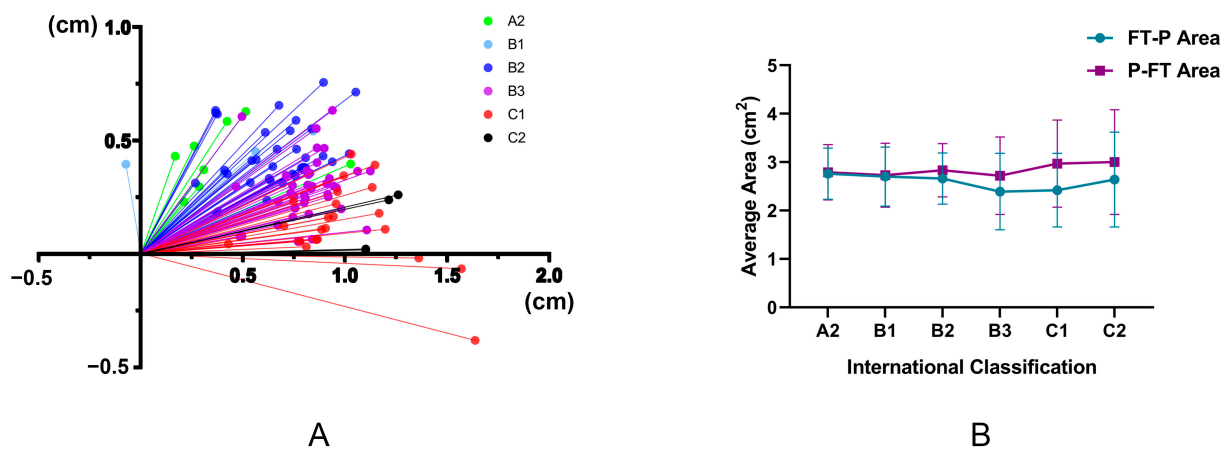 (cm)
1.0
0.5
−0.5
0.5
1.0
1.5
2.0
−0.5
(cm)
A2
B1
B2
B3
C1
C2
A
FT-P Area
P-FT Area
Average Area (cm²)
5
4
3
2
1
0
A2 B1 B2 B3 C1 C2
International Classification
B